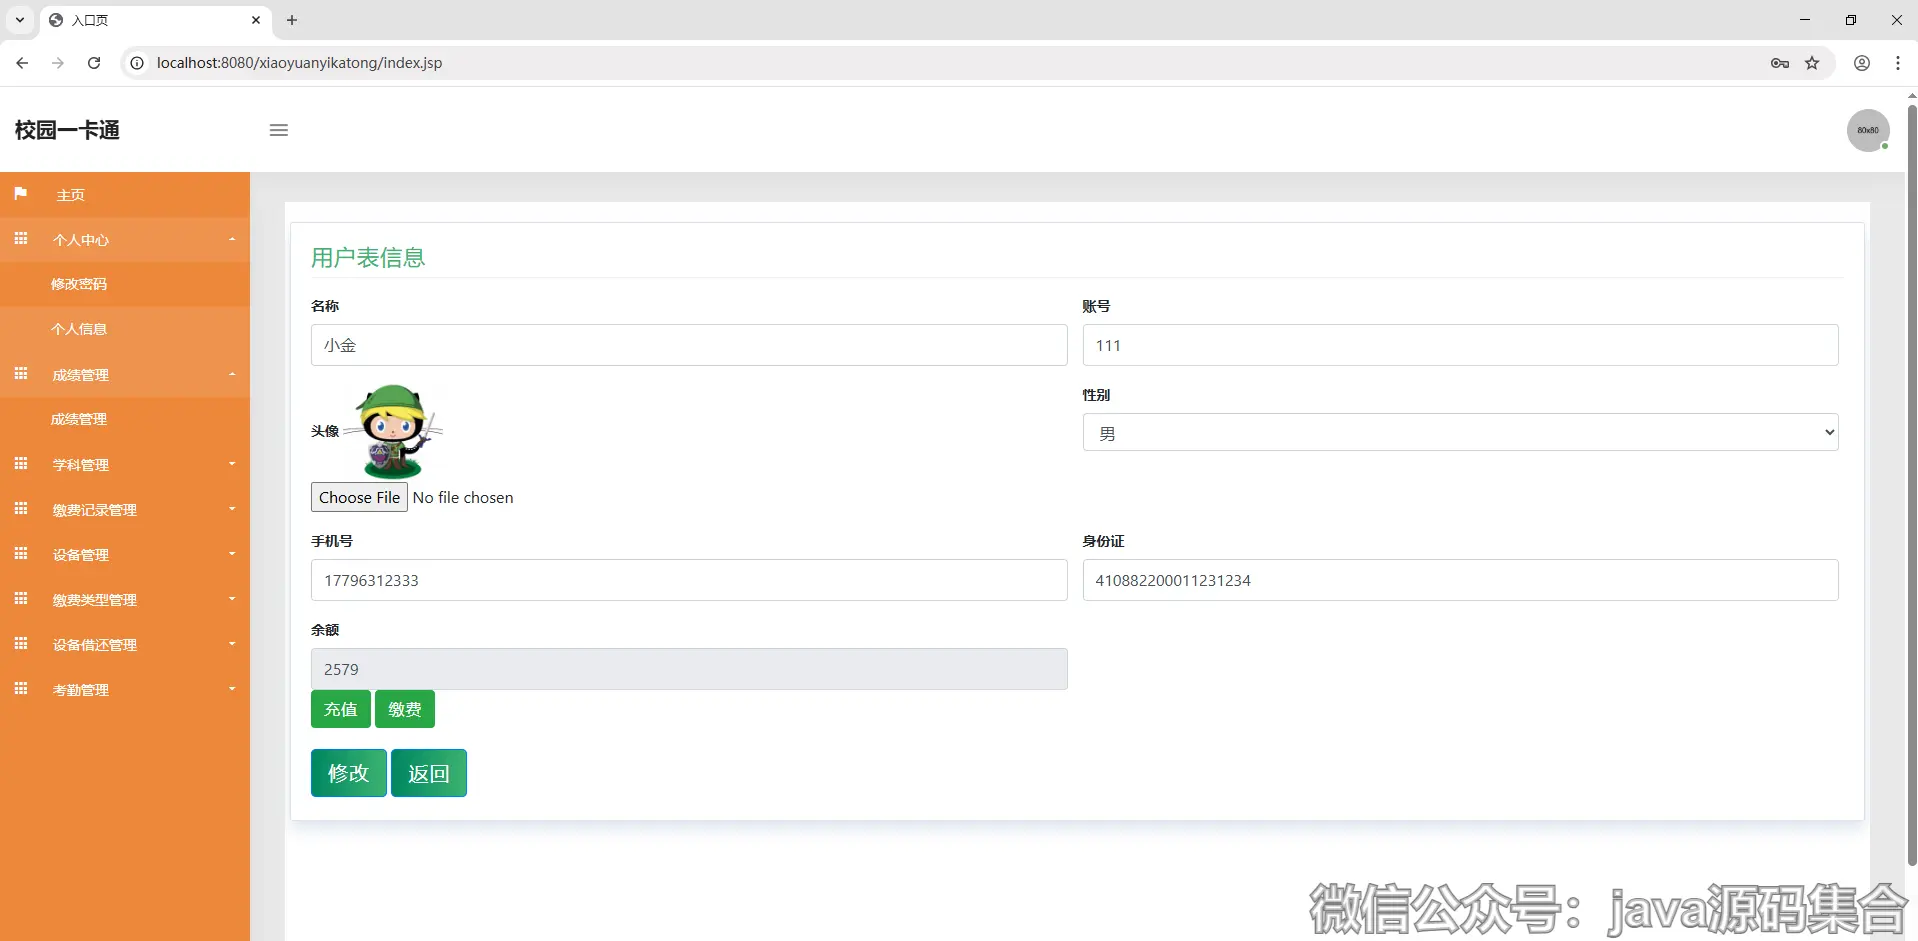 入口页
localhost:8080/xiaoyuanyikatong/index.jsp
校园一卡通
80x80
主页
个人中心
修改密码
个人信息
成绩管理
成绩管理
学科管理
缴费记录管理
设备管理
缴费类型管理
设备借还管理
考勤管理
用户表信息
名称
账号
小金
111
头像
性别
男
Choose File No file chosen
手机号
身份证
17796312333
410882200011231234
余额
2579
充值 缴费
修改 返回
微信公众号：java源码集合